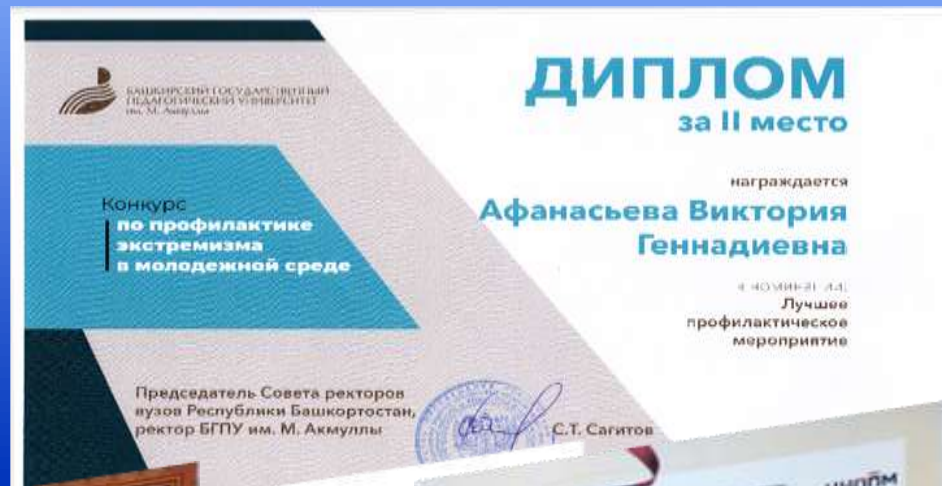 БАШКИРСКИЙ ГОСУДАРСТВЕННЫЙ
ПЕДАГОГИЧЕСКИЙ УНИВЕРСИТЕТ
им. М. Акмуллы
ДИПЛОМ
за II место
награждается
Афанасьева Виктория
Геннадиевна
в номинации:
Лучшее
профилактическое
мероприятие
Конкурс
по профилактике
экстремизма
в молодежной среде
Председатель Совета ректоров
вузов Республики Башкортостан,
ректор БГПУ им. М. Акмуллы
С.Т. Сагитов